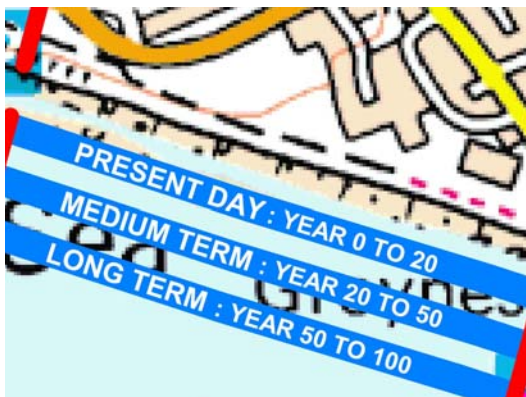 PRESENT DAY : YEAR 0 TO 20
MEDIUM TERM : YEAR 20 TO 50
LONG TERM : YEAR 50 TO 100
Groynes